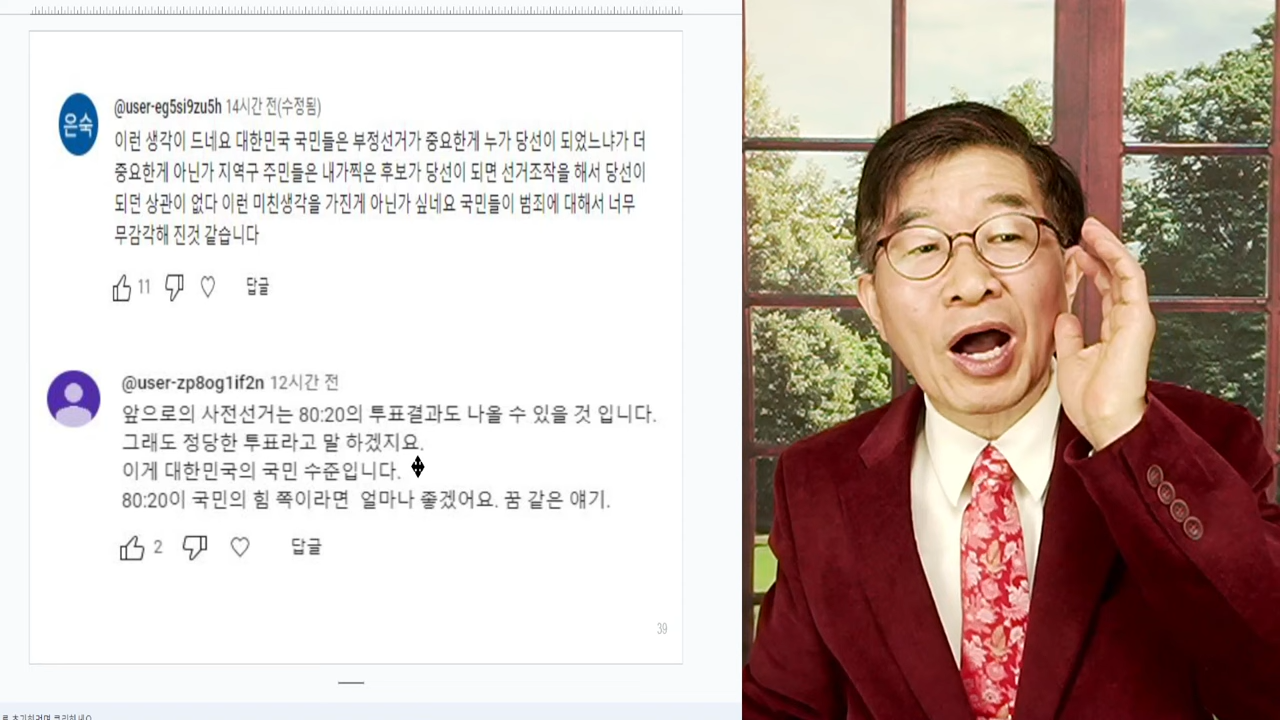 은숙
@user-eg5si9zu5h 14시간 전(수정됨)
이런 생각이 드네요 대한민국 국민들은 부정선거가 중요한게 누가 당선이 되었느냐가 더
중요한게 아닌가 지역구 주민들은 내가찍은 후보가 당선이 되면 선거조작을 해서 당선이
되던 상관이 없다 이런 미친생각을 가진게 아닌가 싶네요 국민들이 범죄에 대해서 너무
무감각해 진것 같습니다
11 답글
@user-zp8og1if2n 12시간 전
앞으로의 사전선거는 80:20의 투표결과도 나올 수 있을 것 입니다.
그래도 정당한 투표라고 말 하겠지요.
이게 대한민국의 국민 수준입니다.
80:20이 국민의 힘 쪽이라면 얼마나 좋겠어요. 꿈 같은 얘기.
2 답글
39